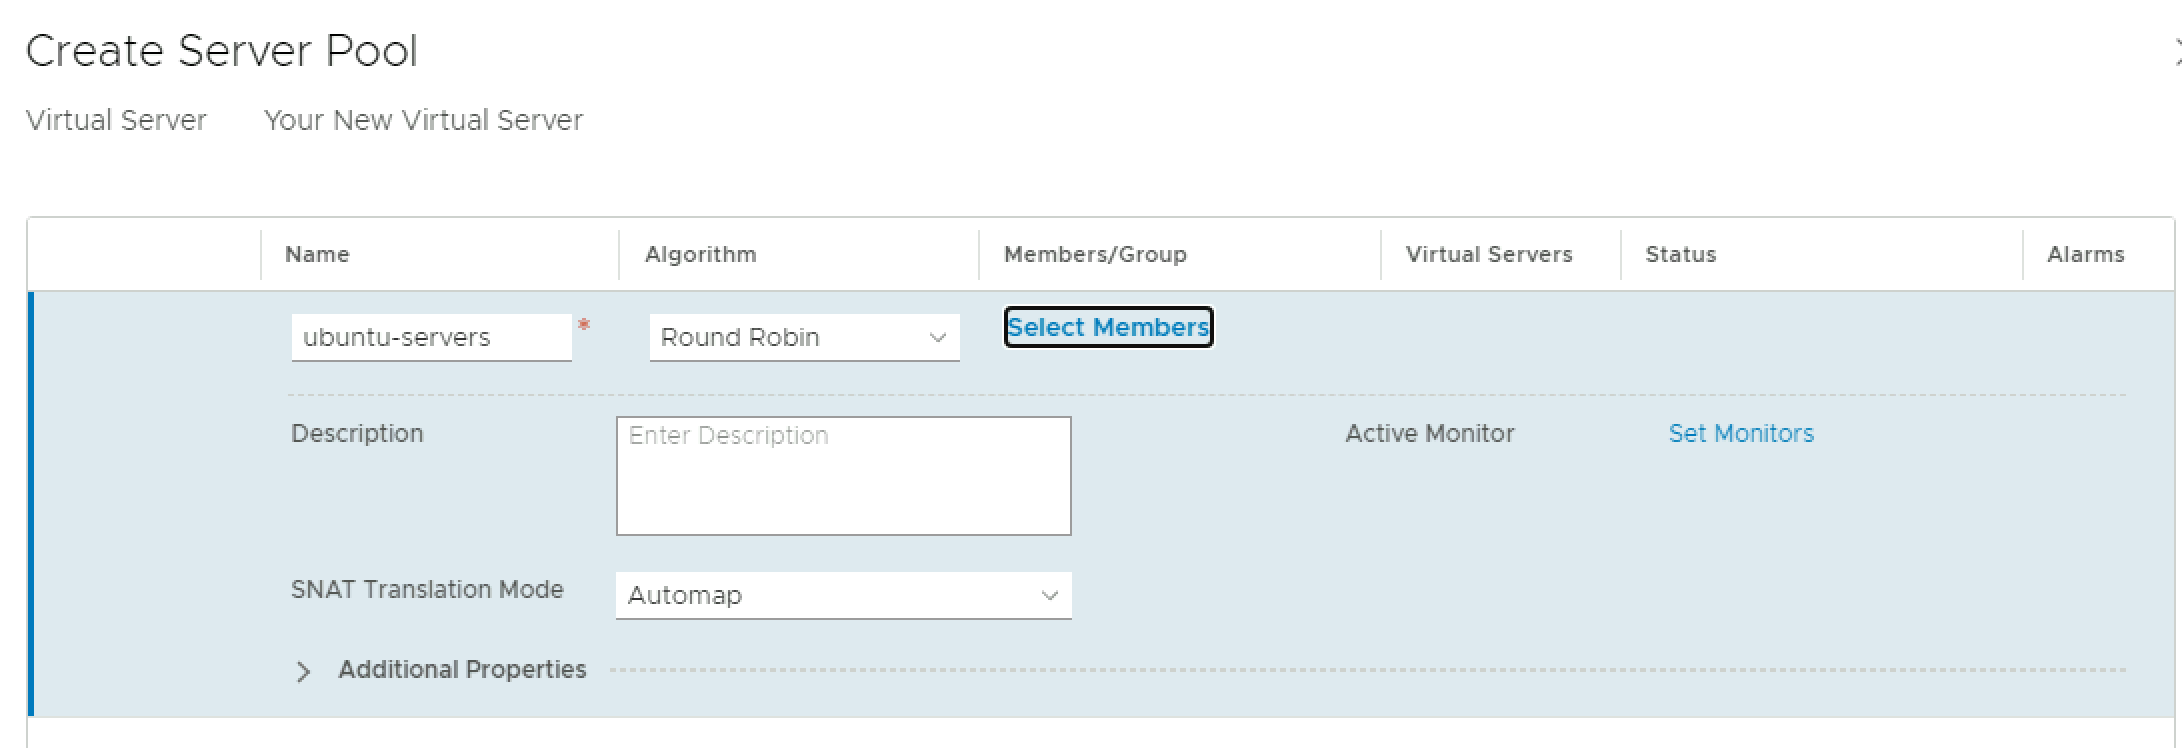 Create Server Pool
Virtual Server Your New Virtual Server
Name Algorithm Members/Group Virtual Servers Status Alarms
ubuntu-servers * Round Robin Select Members
Description Enter Description Active Monitor Set Monitors
SNAT Translation Mode Automap
Additional Properties